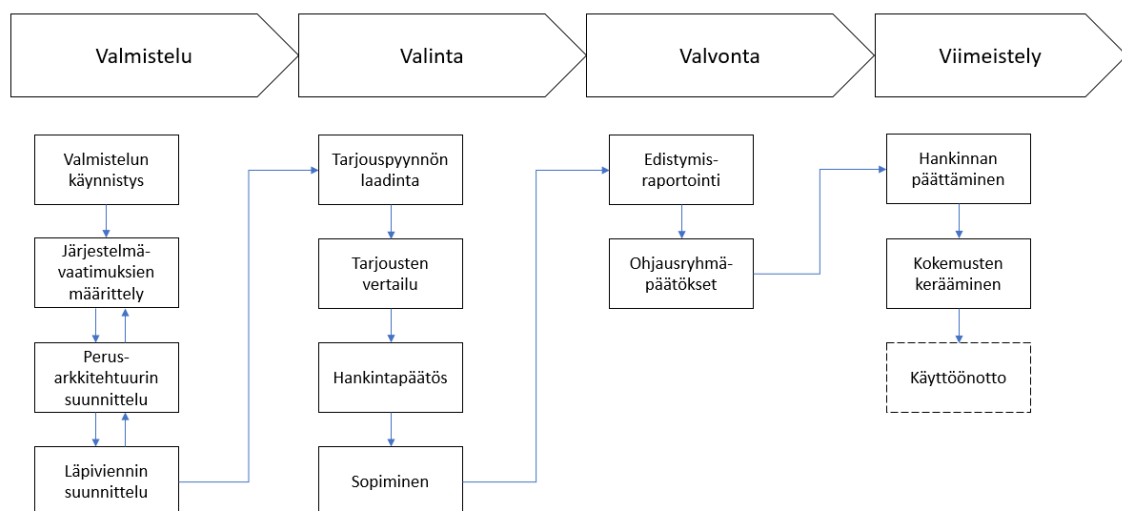 Valmistelu
Valinta
Valvonta
Viimeistely
Valmistelun
käynnistys
Järjestelmä-
vaatimuksien
määrittely
Perus-
arkkitehtuurin
suunnittelu
Läpiviennin
suunnittelu
Tarjouspyynnön
laadinta
Tarjousten
vertailu
Hankintapäätös
Sopiminen
Edistymis-
raportointi
Ohjausryhmä-
päätökset
Hankinnan
päättäminen
Kokemusten
kerääminen
Käyttöönotto